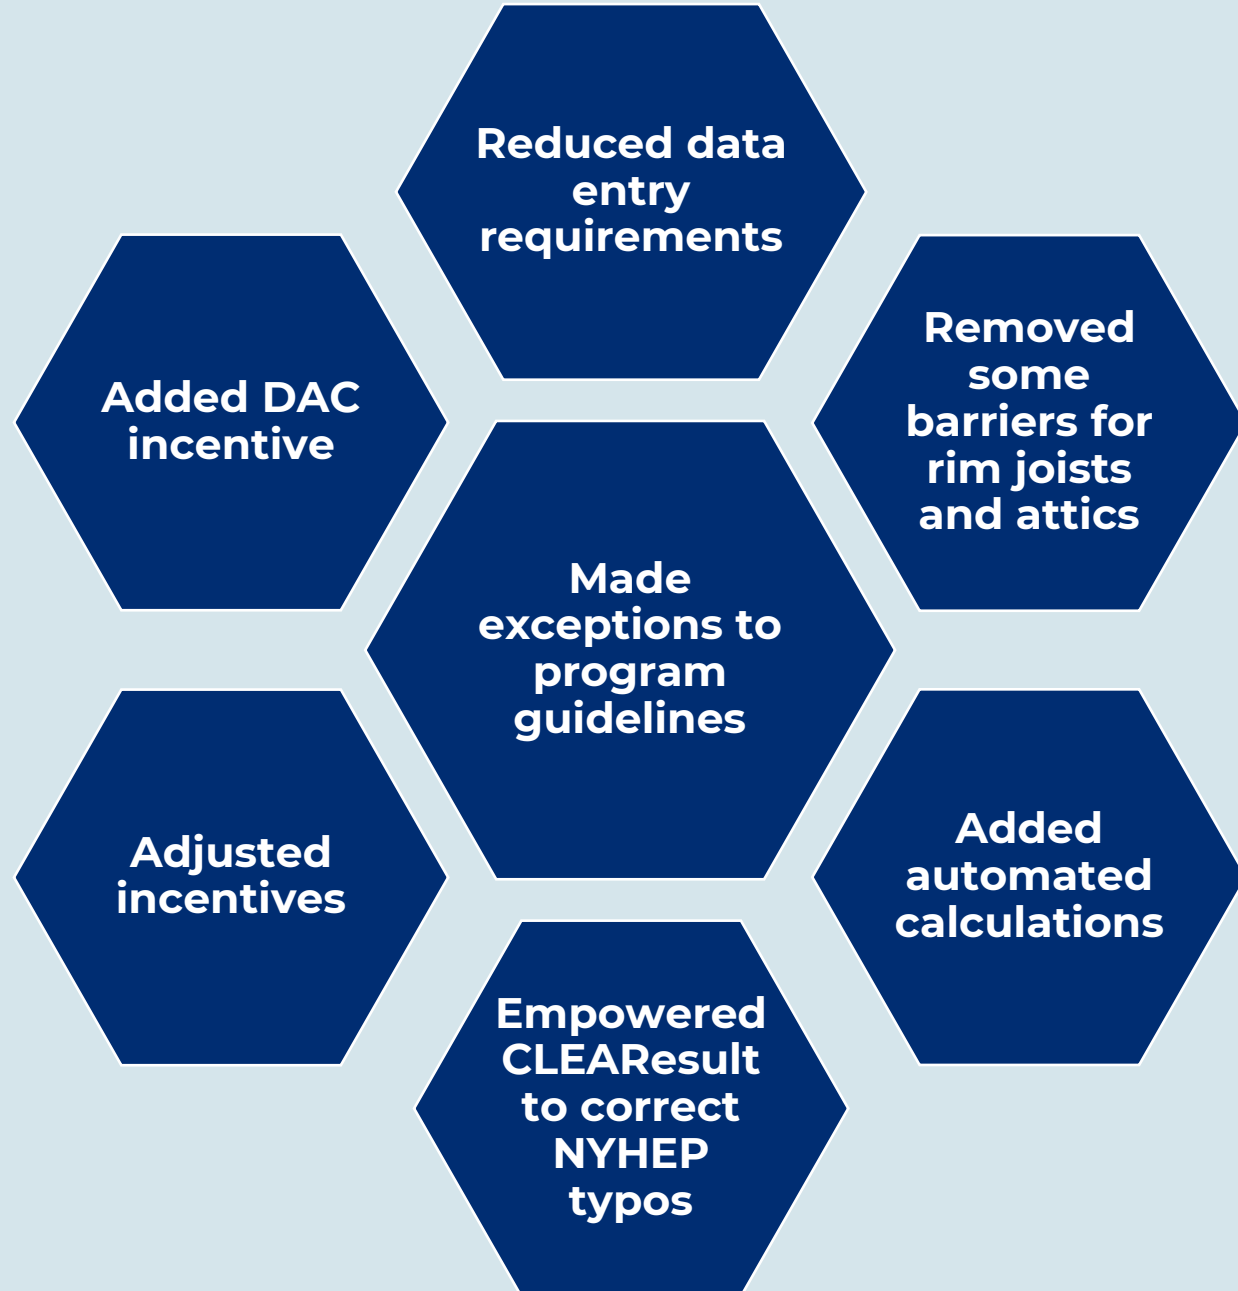 Reduced data
entry
requirements
Added DAC
incentive
Removed
some
barriers for
rim joists
and attics
Made
exceptions to
program
guidelines
Adjusted
incentives
Added
automated
calculations
Empowered
CLEAResult
to correct
NYHEP
typos